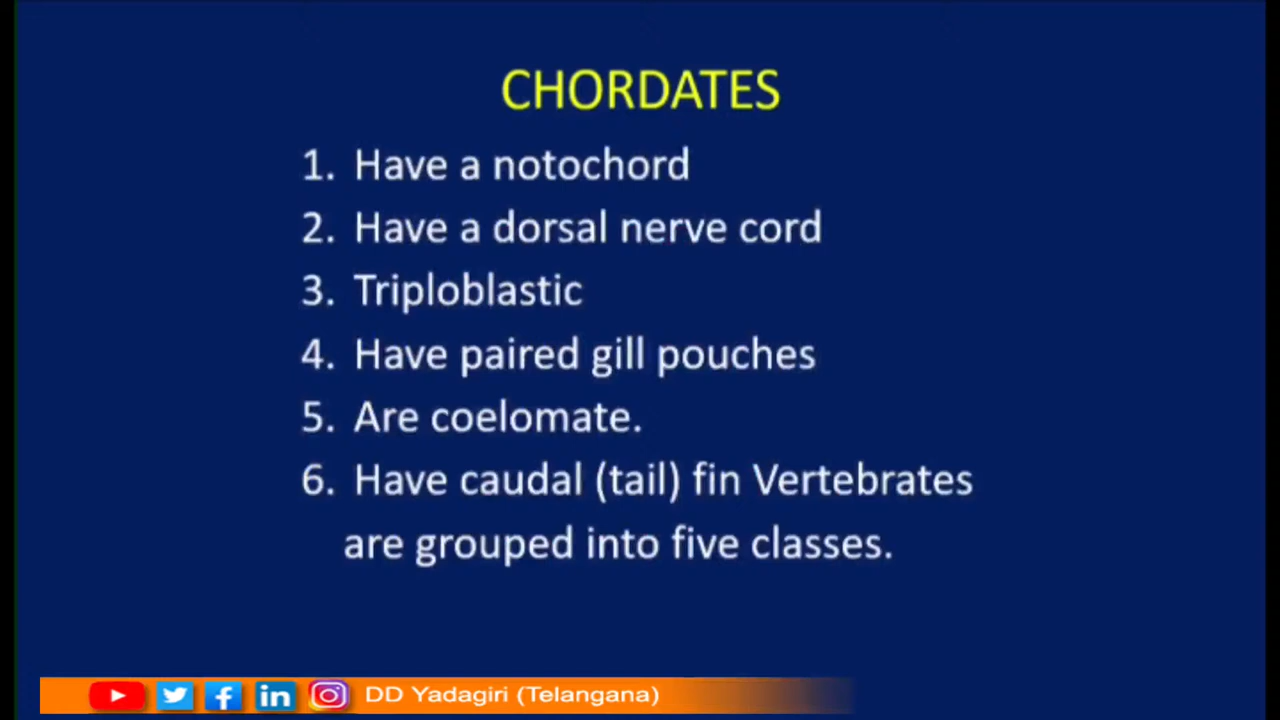 CHORDATES
1. Have a notochord
2. Have a dorsal nerve cord
3. Triploblastic
4. Have paired gill pouches
5. Are coelomate.
6. Have caudal (tail) fin Vertebrates
are grouped into five classes.
DD Yadagiri (Telangana)